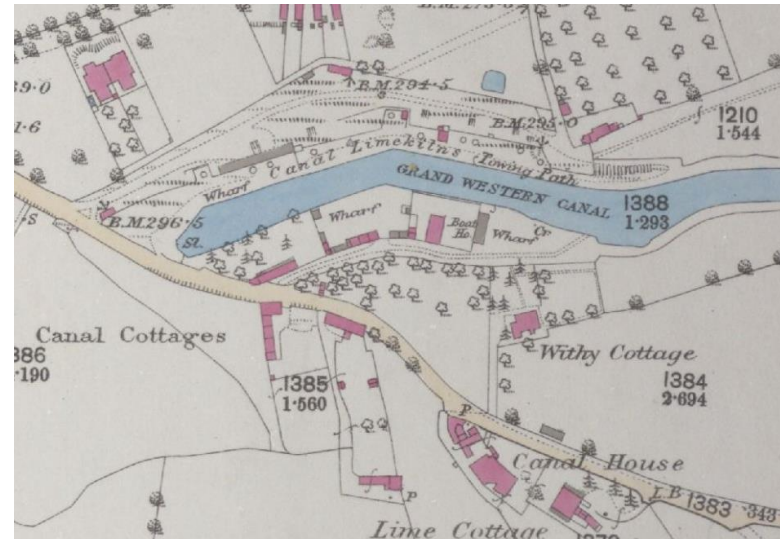 B.M.294·5
B.M.295·0
1210
1·544
Canal Limekilns
Towing Path
Wharf
GRAND WESTERN CANAL
1388
1·293
Wharf
Boat
Ho.
Wharf
Cr.
B.M.296·5
S
Sl.
Canal Cottages
386
·190
Withy Cottage
1385
1·560
1384
2·694
P
Canal House
P
L.B
1383
·343
Lime Cottage